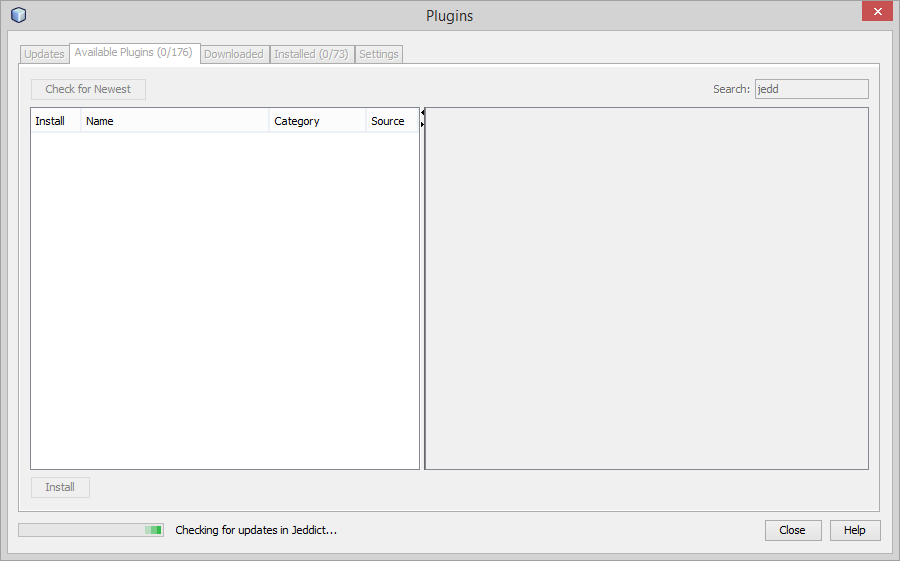 Plugins
Updates Available Plugins (0/176) Downloaded Installed (0/73) Settings
Check for Newest Search: jedd
Install Name Category Source
Install
Checking for updates in Jeddict... Close Help